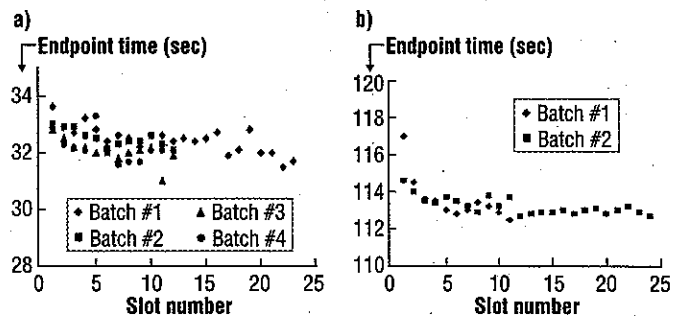 a)
Endpoint time (sec)
34
32
30
28
0 5 10 15 20 25
Slot number
Batch #1
Batch #2
Batch #3
Batch #4
b)
Endpoint time (sec)
120
118
116
114
112
110
0 5 10 15 20 25
Slot number
Batch #1
Batch #2